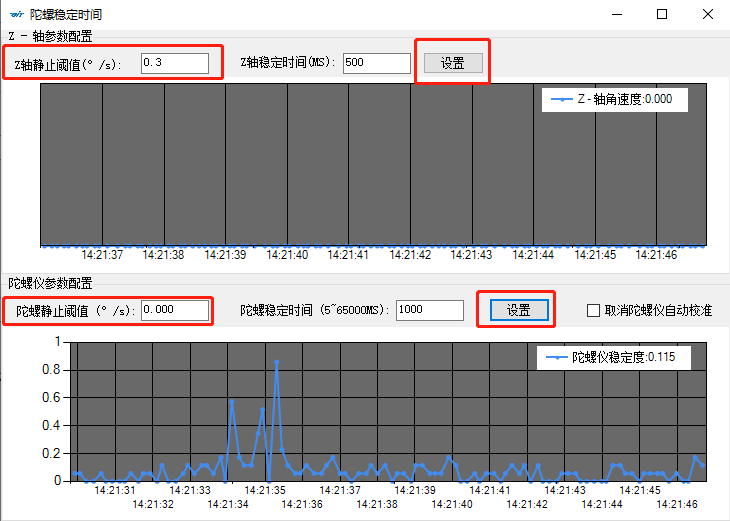 陀螺稳定时间
Z - 轴参数配置
Z轴静止阈值(° /s): 0.3 Z轴稳定时间(MS): 500 设置
Z - 轴角速度:0.000
14:21:37 14:21:38 14:21:39 14:21:40 14:21:41 14:21:42 14:21:43 14:21:44 14:21:45 14:21:46
陀螺仪参数配置
陀螺静止阈值 (° /s): 0.000 陀螺稳定时间 (5~65000MS): 1000 设置 取消陀螺仪自动校准
陀螺仪稳定度:0.115
1
0.8
0.6
0.4
0.2
0
14:21:31 14:21:33 14:21:35 14:21:37 14:21:39 14:21:41 14:21:43 14:21:45
14:21:32 14:21:34 14:21:36 14:21:38 14:21:40 14:21:42 14:21:44 14:21:46